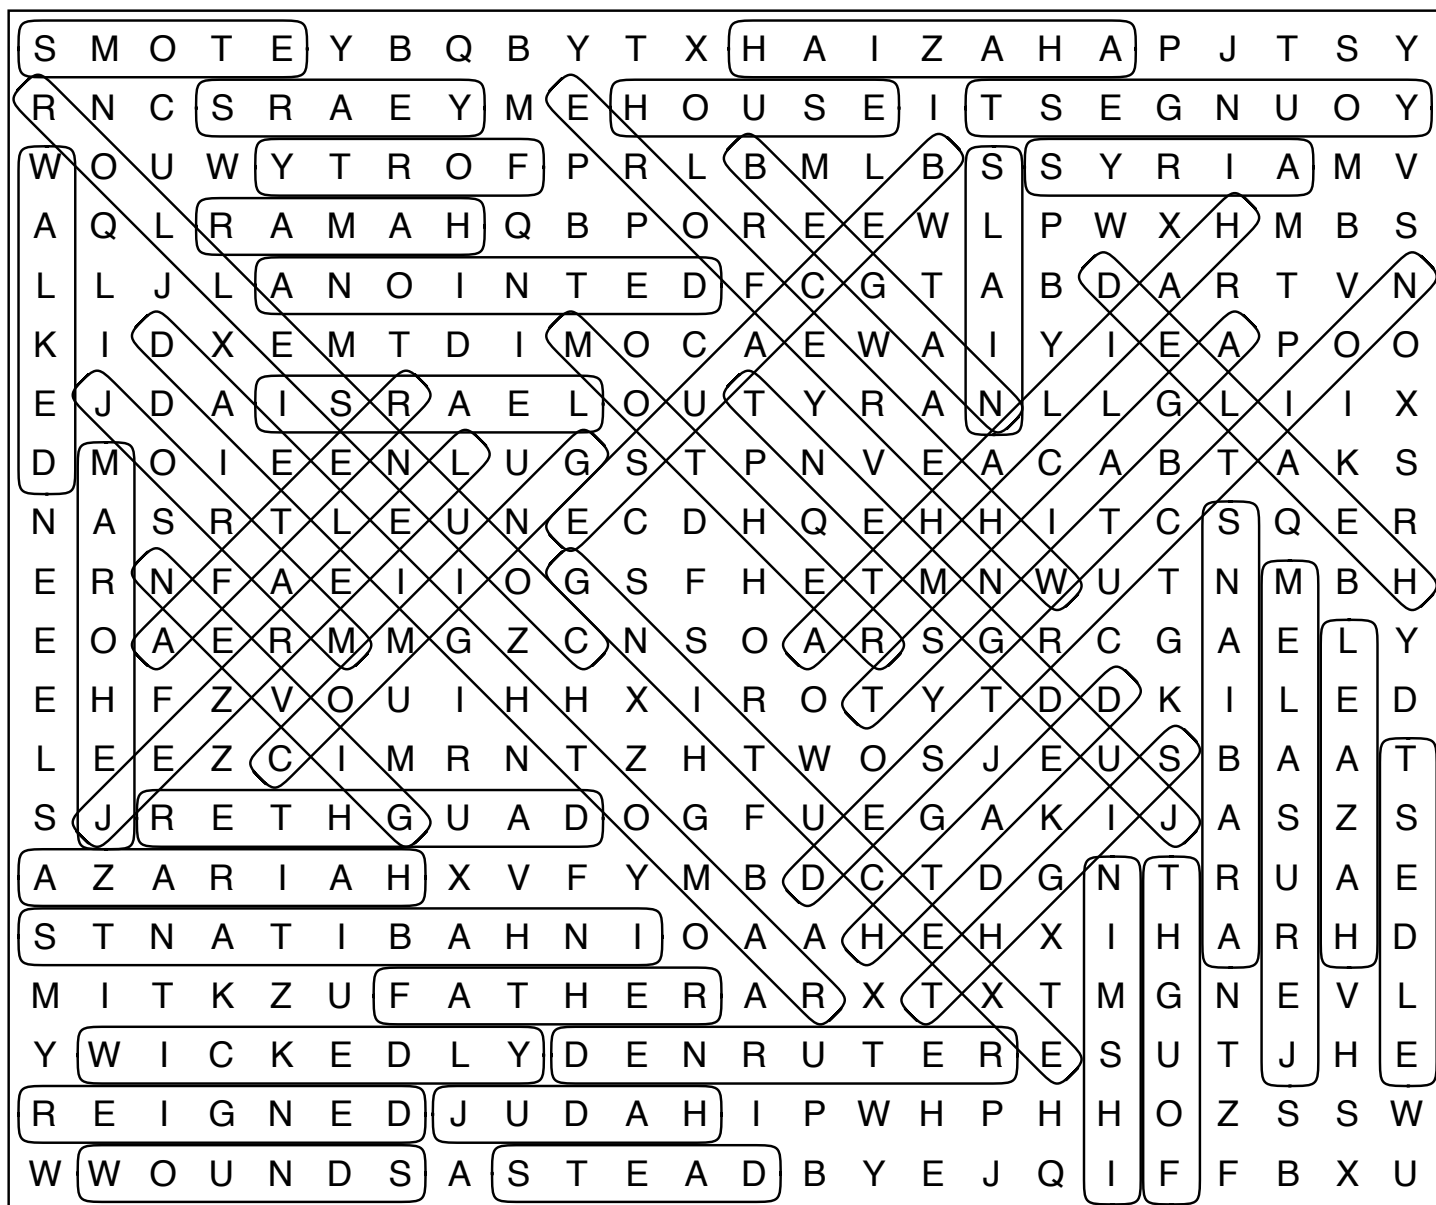 S M O T E Y B Q B Y T X H A I Z A H A P J T S Y
R N C S R A E Y M E H O U S E I T S E G N U O Y
W O U W Y T R O F P R L B M L B S S Y R I A M V
A Q L R A M A H Q B P O R E E W L P W X H M B S
L L J L A N O I N T E D F C G T A B D A R T V N
K I D X E M T D I M O C A E W A I Y I E A P O O
E J D A I S R A E L O U T Y R A N L L G L I I X
D M O I E E N L U G S T P N V E A C A B T A K S
N A S R T L E U N E C D H Q E H H I T C S Q E R
E R N F A E I I O G S F H E T M N W U T N M B H
E O A E R M M G Z C N S O A R S G R C G A E L Y
E H F Z V O U I H H X I R O T Y T D D K I L E D
L E E Z C I M R N T Z H T W O S J E U S B A A T
S J R E T H G U A D O G F U E G A K I J A S Z S
A Z A R I A H X V F Y M B D C T D G N T R U A E
S T N A T I B A H N I O A A H E H X I H A R H D
M I T K Z U F A T H E R A R X T X T M G N E V L
Y W I C K E D L Y D E N R U T E R E S U T J H E
R E I G N E D J U D A H I P W H P H H O Z S S W
W W O U N D S A S T E A D B Y E J Q I F F B X U